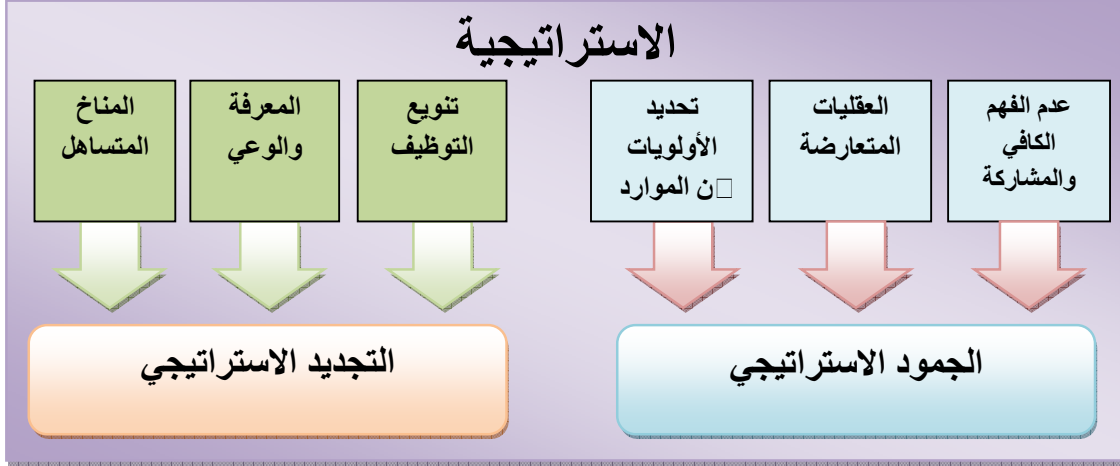 الاستراتيجية
عدم الفهم
الكافي
والمشاركة
العقليات
المتعارضة
تحديد
الأولويات
الموارد
تنويع
التوظيف
المعرفة
والوعي
المناخ
المتساهل
الجمود الاستراتيجي
التجديد الاستراتيجي